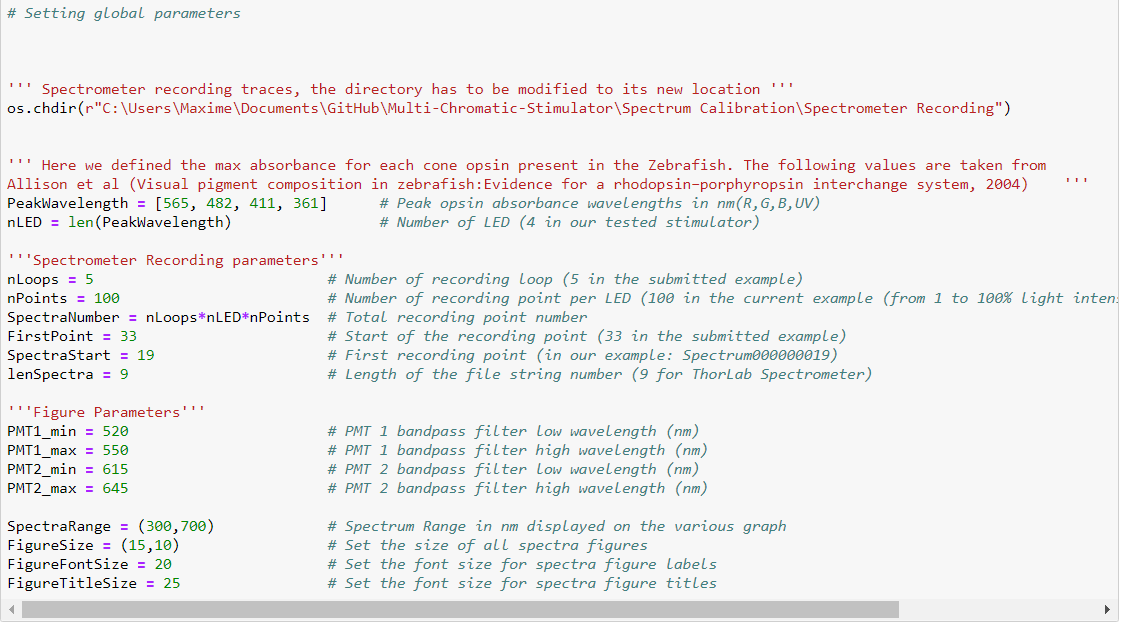 # Setting global parameters
''' Spectrometer recording traces, the directory has to be modified to its new location '''
os.chdir(r"C:\Users\Maxime\Documents\GitHub\Multi-Chromatic-Stimulator\Spectrum Calibration\Spectrometer Recording")
''' Here we defined the max absorbance for each cone opsin present in the Zebrafish. The following values are taken from
Allison et al (Visual pigment composition in zebrafish:Evidence for a rhodopsin–porphyropsin interchange system, 2004)    '''
PeakWavelength = [565, 482, 411, 361]      # Peak opsin absorbance wavelengths in nm(R,G,B,UV)
nLED = len(PeakWavelength)                 # Number of LED (4 in our tested stimulator)
'''Spectrometer Recording parameters'''
nLoops = 5                           # Number of recording loop (5 in the submitted example)
nPoints = 100                        # Number of recording point per LED (100 in the current example (from 1 to 100% light
SpectraNumber = nLoops*nLED*nPoints  # Total recording point number
FirstPoint = 33                      # Start of the recording point (33 in the submitted example)
SpectraStart = 19                    # First recording point (in our example: Spectrum000000019)
lenSpectra = 9                       # Length of the file string number (9 for ThorLab Spectrometer)
'''Figure Parameters'''
PMT1_min = 520                       # PMT 1 bandpass filter low wavelength (nm)
PMT1_max = 550                       # PMT 1 bandpass filter high wavelength (nm)
PMT2_min = 615                       # PMT 2 bandpass filter low wavelength (nm)
PMT2_max = 645                       # PMT 2 bandpass filter high wavelength (nm)
SpectraRange = (300,700)             # Spectrum Range in nm displayed on the various graph
FigureSize = (15,10)                 # Set the size of all spectra figures
FigureFontSize = 20                  # Set the font size for spectra figure labels
FigureTitleSize = 25                 # Set the font size for spectra figure titles